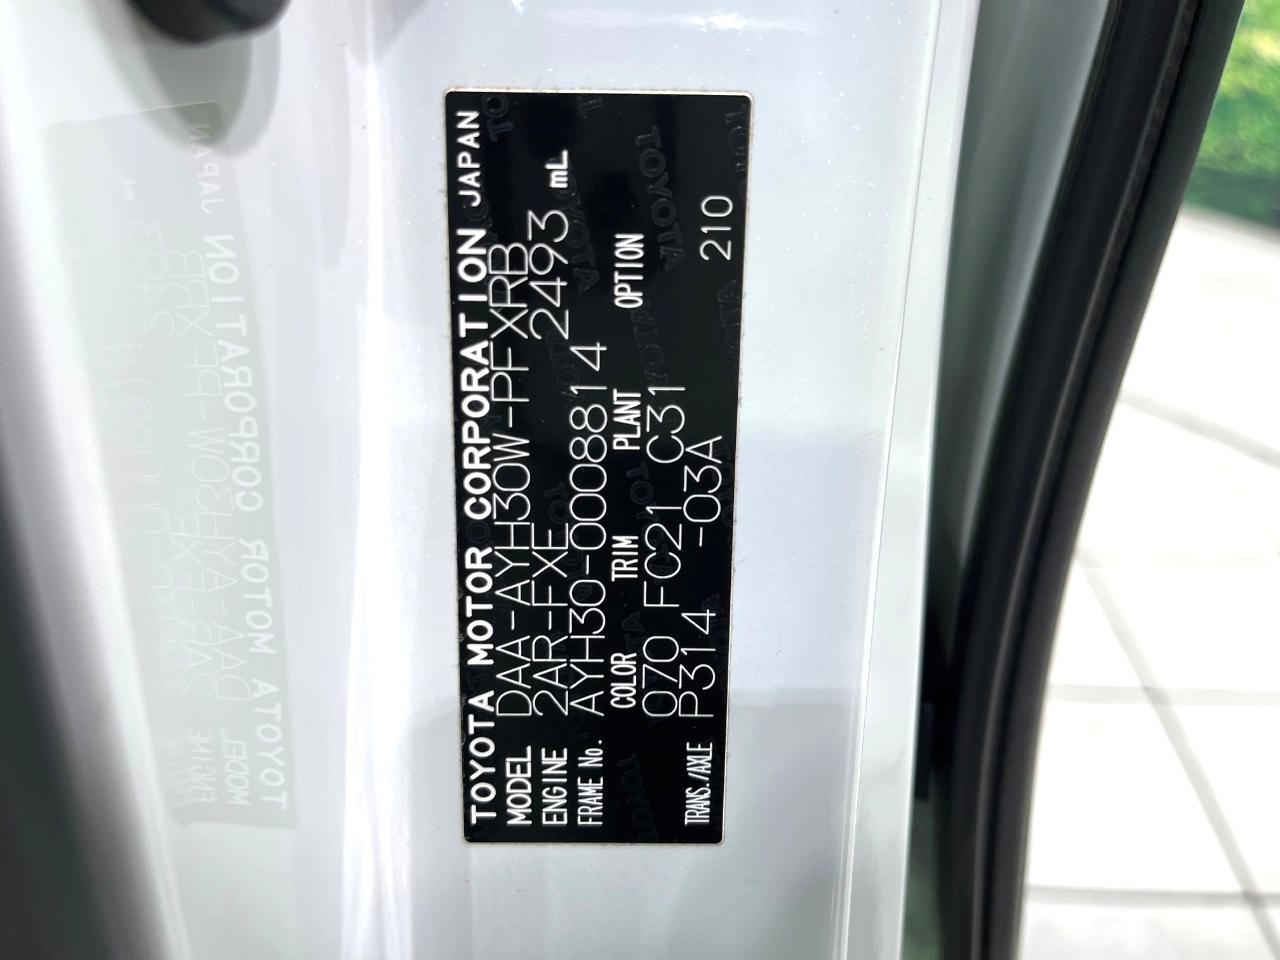 TOYOTA MOTOR CORPORATION JAPAN
MODEL DAA-AYH30W-PFXRB
ENGINE 2AR-FXE 2493 mL
FRAME No. AYH30-0008814
COLOR TRIM PLANT OPTION
070 FC21 C31
TRANS./AXLE P314 -03A 210